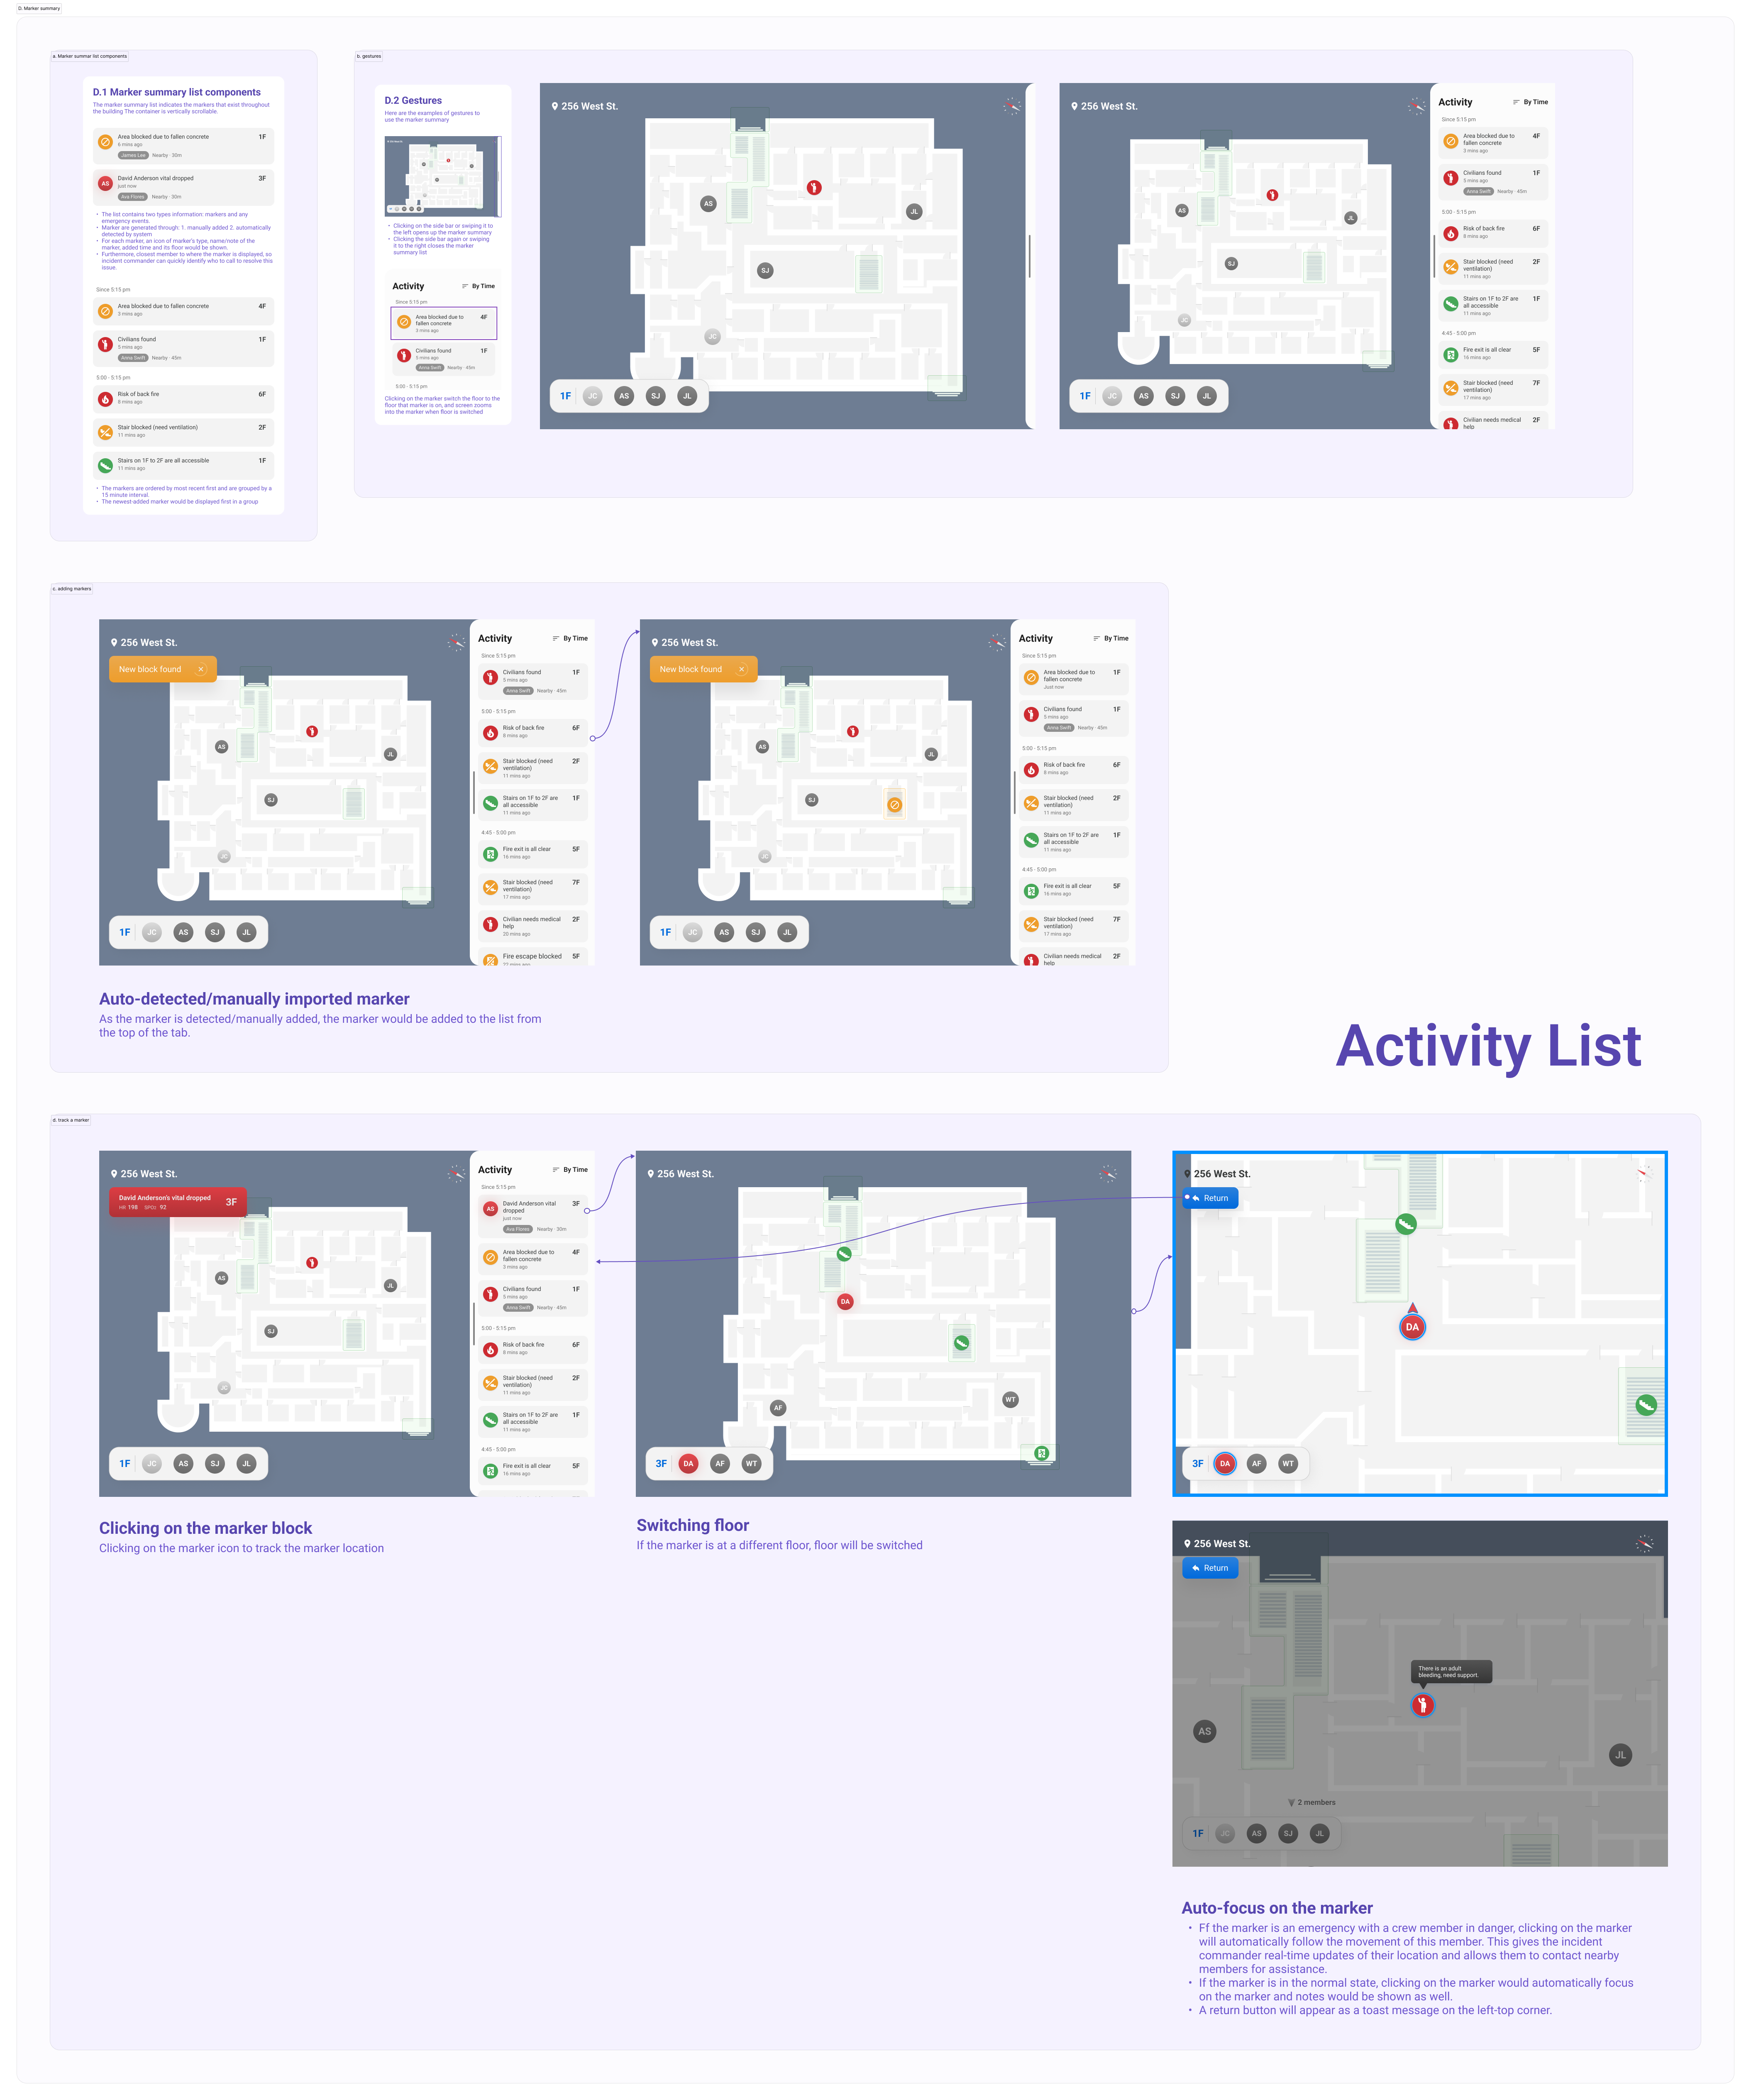 D. Marker summary
a. Marker summar list components
D.1 Marker summary list components
The marker summary list indicates the markers that exist throughout
the building The container is vertically scrollable.
Area blocked due to fallen concrete
1F
6 mins ago
James Lee
Nearby · 30m
AS
David Anderson vital dropped
3F
just now
Ava Flores
Nearby · 30m
• The list contains two types information: markers and any
emergency events.
• Marker are generated through: 1. manually added 2. automatically
detected by system
• For each marker, an icon of marker's type, name/note of the
marker, added time and its floor would be shown.
• Furthermore, closest member to where the marker is displayed, so
incident commander can quickly identify who to call to resolve this
issue.
Since 5:15 pm
Area blocked due to fallen concrete
4F
3 mins ago
Civilians found
1F
5 mins ago
Anna Swift
Nearby · 45m
5:00 - 5:15 pm
Risk of back fire
6F
8 mins ago
Stair blocked (need ventilation)
2F
11 mins ago
Stairs on 1F to 2F are all accessible
1F
11 mins ago
• The markers are ordered by most recent first and are grouped by a
15 minute interval.
• The newest-added marker would be displayed first in a group
b. gestures
D.2 Gestures
Here are the examples of gestures to
use the marker summary
• Clicking on the side bar or swiping it to
the left opens up the marker summary
• Clicking the side bar again or swiping
it to the right closes the marker
summary list
Activity
By Time
Since 5:15 pm
Area blocked due to
fallen concrete
4F
3 mins ago
Civilians found
1F
5 mins ago
Anna Swift
Nearby · 45m
5:00 - 5:15 pm
Clicking on the marker switch the floor to the
floor that marker is on, and screen zooms
into the marker when floor is switched
256 West St.
AS
JL
SJ
JC
1F
JC
AS
SJ
JL
256 West St.
AS
JL
SJ
JC
1F
JC
AS
SJ
JL
Activity
By Time
Since 5:15 pm
Area blocked due to
fallen concrete
4F
3 mins ago
Civilians found
1F
5 mins ago
Anna Swift
Nearby · 45m
5:00 - 5:15 pm
Risk of back fire
6F
8 mins ago
Stair blocked (need
ventilation)
2F
11 mins ago
Stairs on 1F to 2F are
all accessible
1F
11 mins ago
4:45 - 5:00 pm
Fire exit is all clear
5F
16 mins ago
Stair blocked (need
ventilation)
7F
17 mins ago
Civilian needs medical
help
2F
c. adding markers
256 West St.
New block found
AS
JL
SJ
JC
1F
JC
AS
SJ
JL
Activity
By Time
Since 5:15 pm
Civilians found
1F
5 mins ago
Anna Swift
Nearby · 45m
5:00 - 5:15 pm
Risk of back fire
6F
8 mins ago
Stair blocked (need
ventilation)
2F
11 mins ago
Stairs on 1F to 2F are
all accessible
1F
11 mins ago
4:45 - 5:00 pm
Fire exit is all clear
5F
16 mins ago
Stair blocked (need
ventilation)
7F
17 mins ago
Civilian needs medical
help
2F
20 mins ago
Fire escape blocked
5F
256 West St.
New block found
AS
JL
SJ
JC
1F
JC
AS
SJ
JL
Activity
By Time
Since 5:15 pm
Area blocked due to
fallen concrete
1F
Just now
Civilians found
1F
5 mins ago
Anna Swift
Nearby · 45m
5:00 - 5:15 pm
Risk of back fire
6F
8 mins ago
Stair blocked (need
ventilation)
2F
11 mins ago
Stairs on 1F to 2F are
all accessible
1F
11 mins ago
4:45 - 5:00 pm
Fire exit is all clear
5F
16 mins ago
Stair blocked (need
ventilation)
7F
17 mins ago
Civilian needs medical
help
2F
Auto-detected/manually imported marker
As the marker is detected/manually added, the marker would be added to the list from
the top of the tab.
Activity List
d. track a marker
256 West St.
David Anderson's vital dropped
HR 198
92
3F
AS
JL
SJ
JC
1F
JC
AS
SJ
JL
Activity
By Time
Since 5:15 pm
AS
David Anderson vital
dropped
3F
just now
Ava Flores
Nearby · 30m
Area blocked due to
fallen concrete
4F
3 mins ago
Civilians found
1F
5 mins ago
Anna Swift
Nearby · 45m
5:00 - 5:15 pm
Risk of back fire
6F
8 mins ago
Stair blocked (need
ventilation)
2F
11 mins ago
Stairs on 1F to 2F are
all accessible
1F
11 mins ago
4:45 - 5:00 pm
Fire exit is all clear
5F
16 mins ago
Clicking on the marker block
Clicking on the marker icon to track the marker location
256 West St.
DA
AF
WT
3F
DA
AF
WT
Switching floor
If the marker is at a different floor, floor will be switched
256 West St.
Return
DA
3F
DA
AF
WT
256 West St.
Return
There is an adult
bleeding, need support.
AS
JL
2 members
1F
JC
AS
SJ
JL
Auto-focus on the marker
• Ff the marker is an emergency with a crew member in danger, clicking on the marker
will automatically follow the movement of this member. This gives the incident
commander real-time updates of their location and allows them to contact nearby
members for assistance.
• If the marker is in the normal state, clicking on the marker would automatically focus
on the marker and notes would be shown as well.
• A return button will appear as a toast message on the left-top corner.